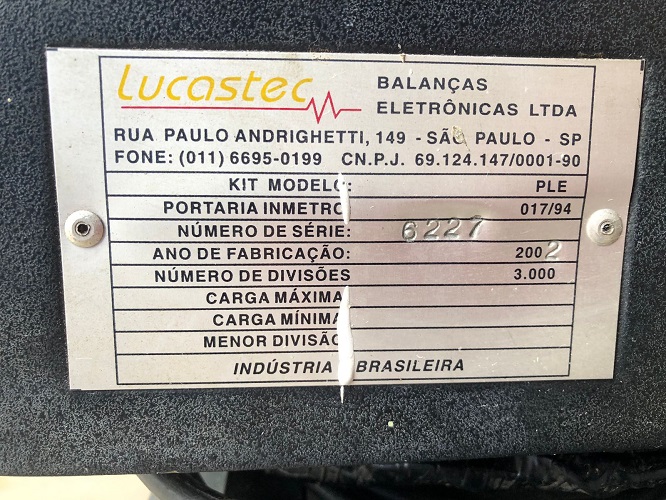 Lucastec
BALANÇAS
ELETRÔNICAS LTDA
RUA PAULO ANDRIGHETTI, 149 - SÃO PAULO - SP
FONE: (011) 6695-0199 CN.P.J. 69.124.147/0001-90
KIT MODELO: PLE
PORTARIA INMETRO 017/94
NÚMERO DE SÉRIE: 6227
ANO DE FABRICAÇÃO: 2002
NÚMERO DE DIVISÕES 3.000
CARGA MÁXIMA
CARGA MÍNIMA
MENOR DIVISÃO
INDÚSTRIA BRASILEIRA